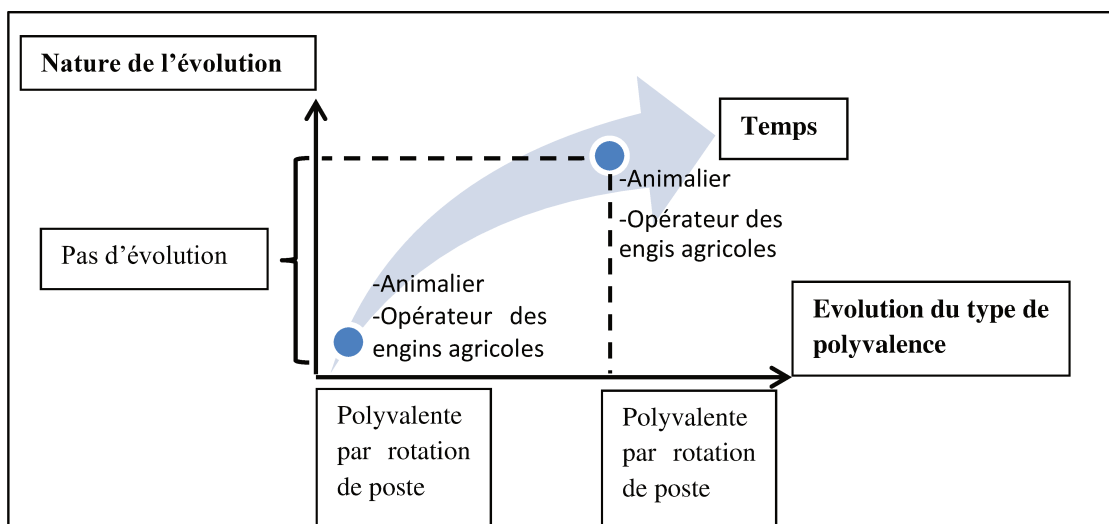 Nature de l’évolution
Temps
-Animalier
-Opérateur des
engis agricoles
Pas d’évolution
-Animalier
-Opérateur des
engins agricoles
Evolution du type de
polyvalence
Polyvalente
par rotation
de poste
Polyvalente
par rotation
de poste